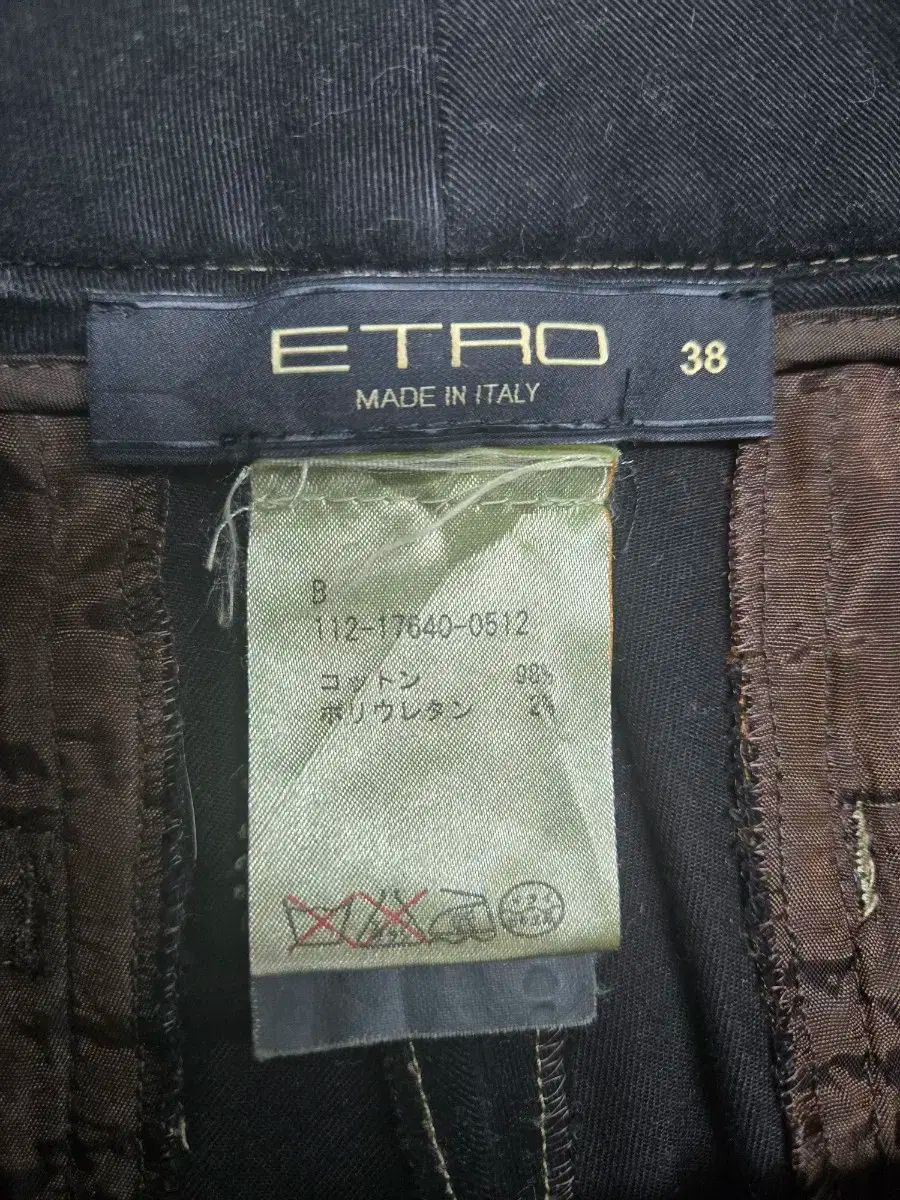 ETRO 38
MADE IN ITALY
B
112-17640-0512
コットン 98%
ポリウレタン 2%